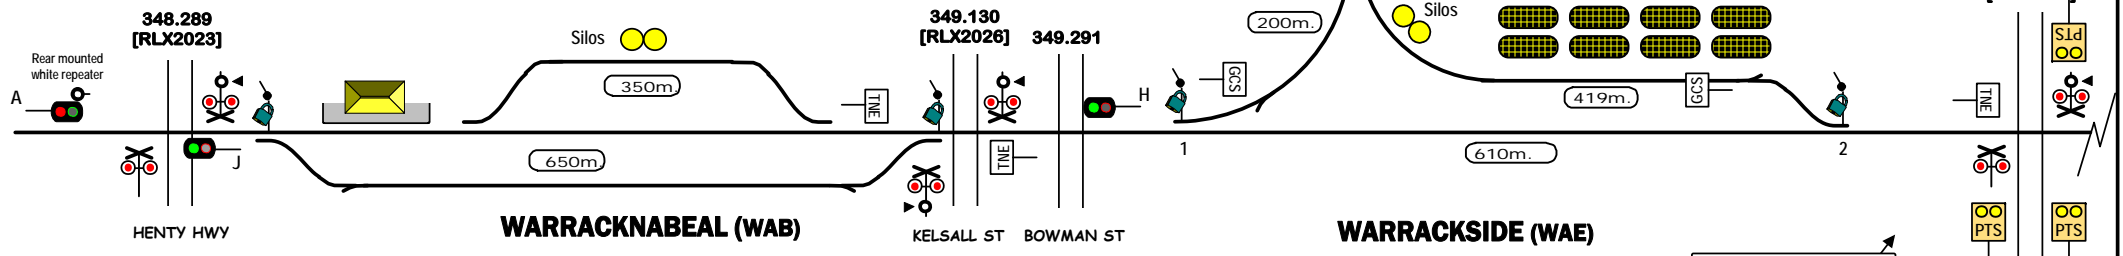 348.289
[RLX2023]
Rear mounted
white repeater
A
J
HENTY HWY
Silos
350m.
650m.
TNE
WARRACKNABEAL (WAB)
349.130
[RLX2026]
349.291
TNE
H
KELSALL ST
BOWMAN ST
200m.
GCS
1
Silos
GCS
419m.
610m.
2
WARRACKSIDE (WAE)
TNE
PTS
PTS
PTS